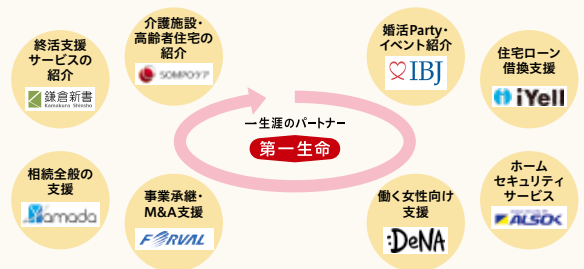 終活支援
サービスの
紹介
鎌倉新書
Kamakura Shinsho
介護施設・
高齢者住宅の
紹介
SOMPOケア
婚活Party・
イベント紹介
IBJ
住宅ローン
借換支援
iYell
一生涯のパートナー
第一生命
相続全般の
支援
Yamada
事業承継・
M&A支援
FORVAL
働く女性向け
支援
:DeNA
ホーム
セキュリティ
サービス
ALSOK